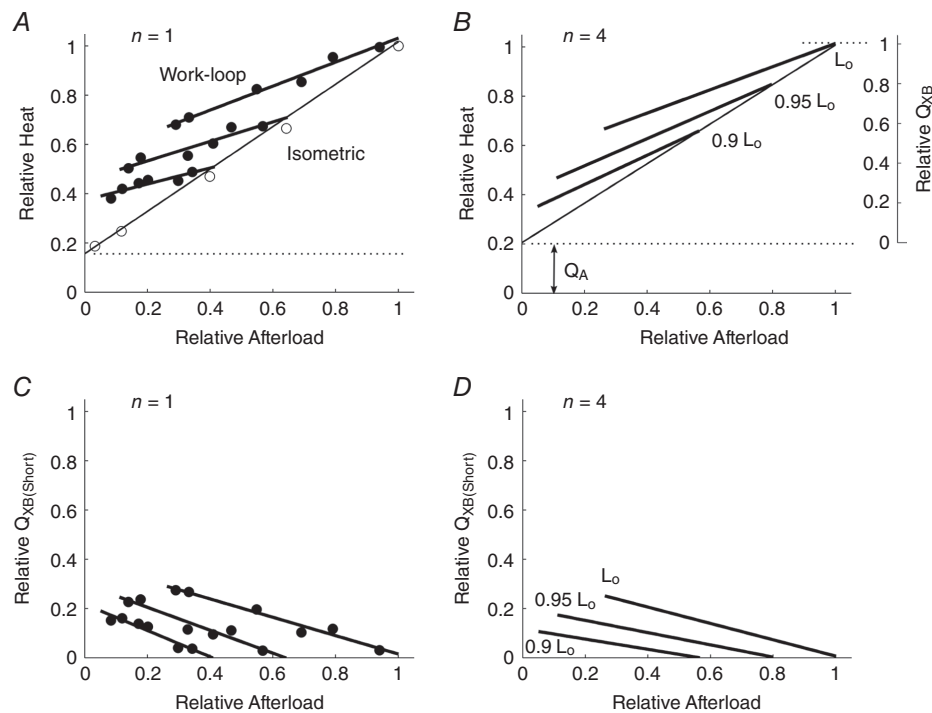 A
n = 1
1
0.8
0.6
0.4
0.2
0
Relative Heat
Work-loop
Isometric
0
0.2
0.4
0.6
0.8
1
Relative Afterload
B
n = 4
1
0.8
0.6
0.4
0.2
0
Relative Heat
Lo
0.95 Lo
0.9 Lo
QA
0
0.2
0.4
0.6
0.8
1
Relative Afterload
1
0.8
0.6
0.4
0.2
0
Relative QXB
C
n = 1
1
0.8
0.6
0.4
0.2
0
Relative QXB(Short)
0
0.2
0.4
0.6
0.8
1
Relative Afterload
D
n = 4
1
0.8
0.6
0.4
0.2
0
Relative QXB(Short)
Lo
0.95 Lo
0.9 Lo
0
0.2
0.4
0.6
0.8
1
Relative Afterload